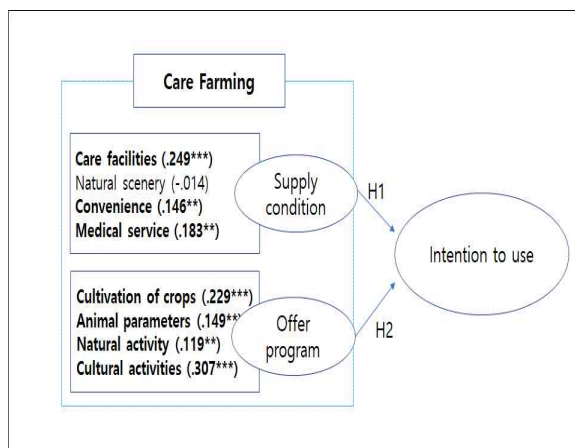 Care Farming
Care facilities (.249***)
Natural scenery (-.014)
Convenience (.146**)
Medical service (.183**)
Supply
condition
H1
Intention to use
Cultivation of crops (.229***)
Animal parameters (.149**
Natural activity (.119**)
Cultural activities (.307***)
Offer
program
H2